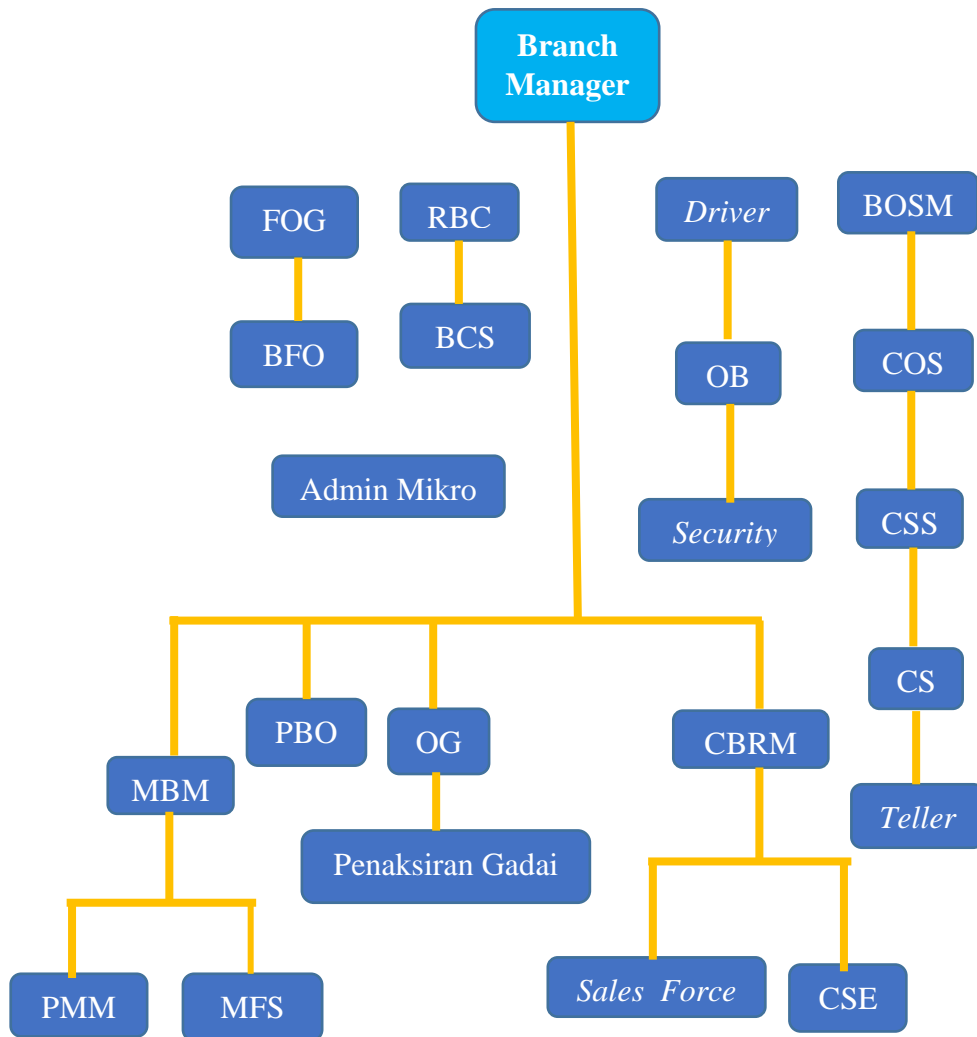 Branch
Manager
FOG
RBC
Driver
BOSM
BFO
BCS
OB
COS
Admin Mikro
Security
CSS
CS
PBO
OG
CBRM
MBM
Teller
Penaksiran Gadai
PMM
MFS
Sales Force
CSE